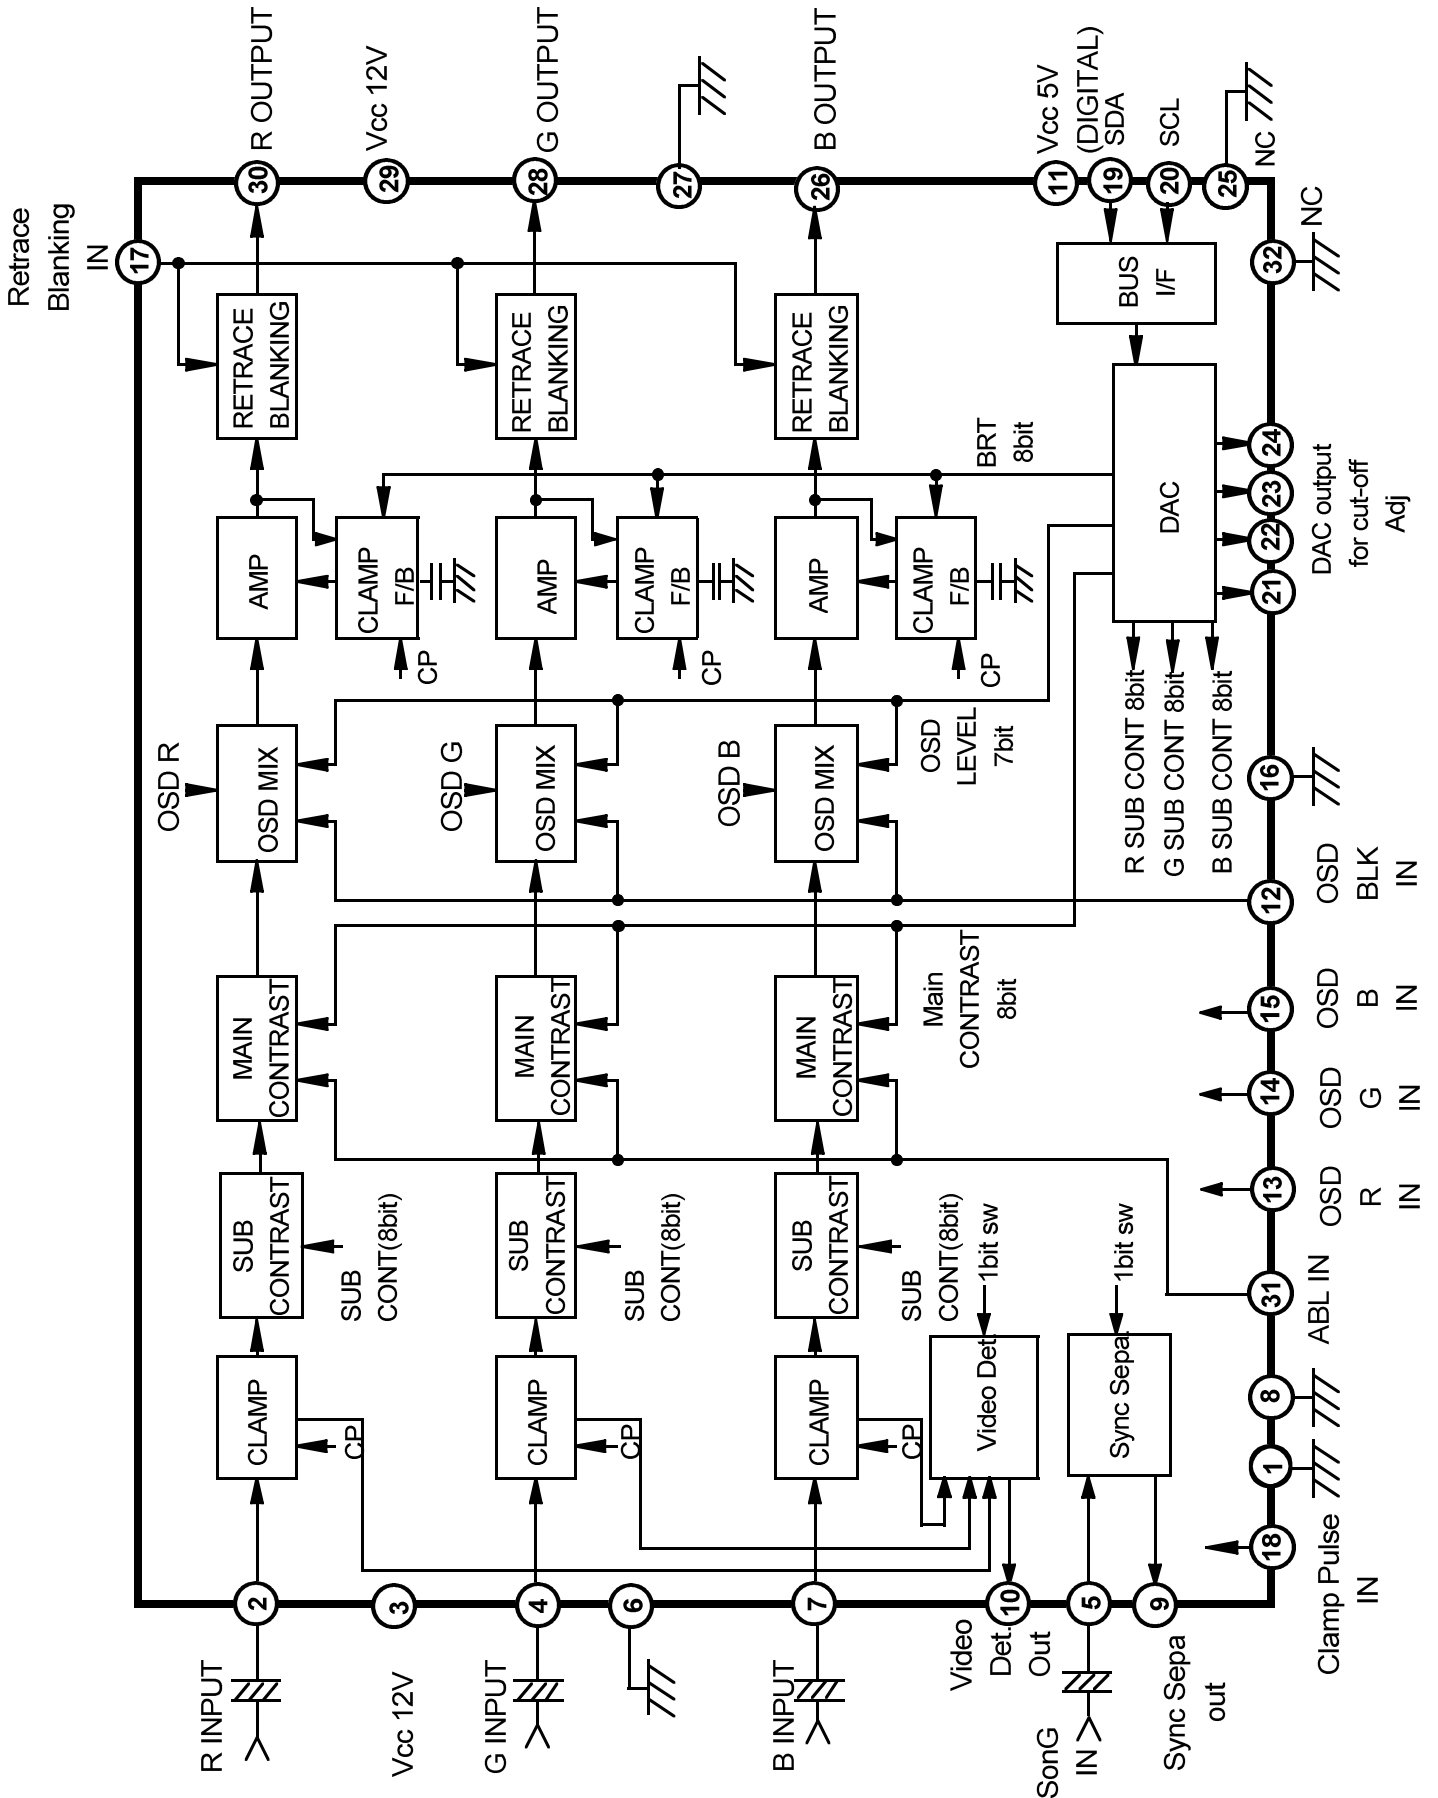 Retrace
Blanking
IN
17
R OUTPUT
30
Vcc 12V
29
G OUTPUT
28
27
B OUTPUT
26
Vcc 5V
(DIGITAL)
11
SDA
19
SCL
20
25
NC
32
NC
RETRACE
BLANKING
RETRACE
BLANKING
RETRACE
BLANKING
BUS
I/F
BRT
8bit
AMP
CLAMP
F/B
CP
AMP
CLAMP
F/B
CP
AMP
CLAMP
F/B
CP
DAC
24
23
22
21
DAC output
for cut-off
Adj
R SUB CONT 8bit
G SUB CONT 8bit
B SUB CONT 8bit
OSD R
OSD MIX
OSD G
OSD MIX
OSD B
OSD MIX
OSD
LEVEL
7bit
16
12
OSD
BLK
IN
MAIN
CONTRAST
MAIN
CONTRAST
MAIN
CONTRAST
Main
CONTRAST
8bit
15
OSD
B
IN
14
OSD
G
IN
13
OSD
R
IN
SUB
CONTRAST
SUB
CONT(8bit)
SUB
CONTRAST
SUB
CONT(8bit)
SUB
CONTRAST
SUB
CONT(8bit)
1bit sw
1bit sw
31
ABL IN
CLAMP
CP
CLAMP
CP
CLAMP
CP
Video Det.
Sync Sepa.
8
1
18
Clamp Pulse
IN
2
R INPUT
3
Vcc 12V
4
G INPUT
6
7
B INPUT
10
Video
Det.
Out
5
SonG
IN
9
Sync Sepa
out